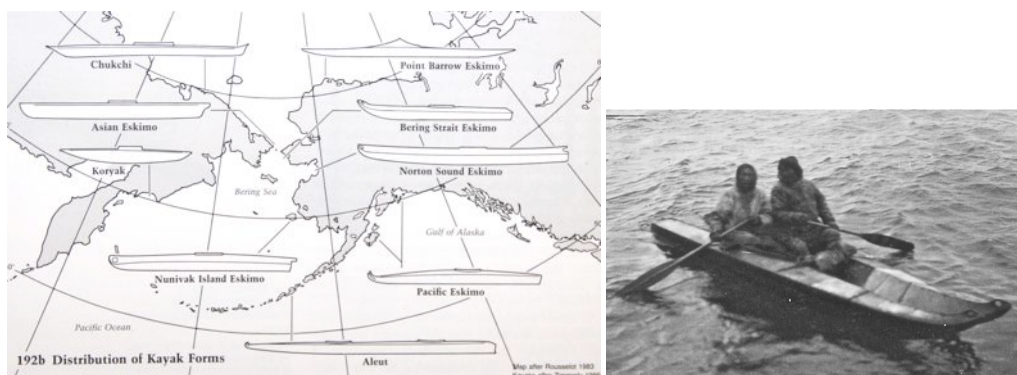 Chukchi
Point Barrow Eskimo
Asian Eskimo
Bering Strait Eskimo
Koryak
Norton Sound Eskimo
Bering Sea
Gulf of Alaska
Nunivak Island Eskimo
Pacific Eskimo
Pacific Ocean
192b Distribution of Kayak Forms
Aleut
Map after Rousselot 1983